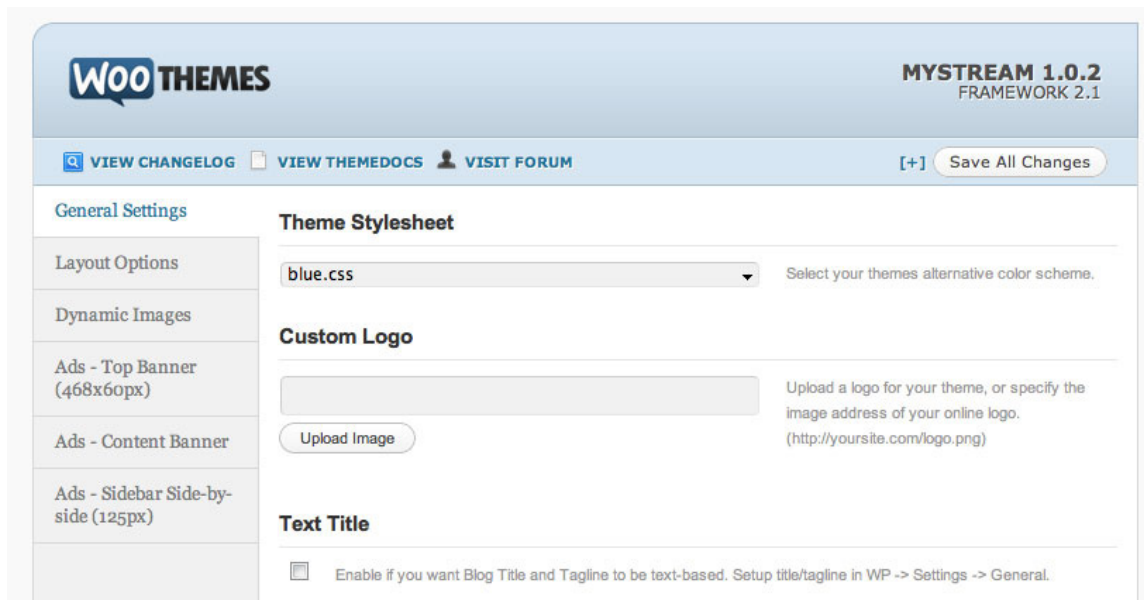 WOO THEMES
MYSTREAM 1.0.2
FRAMEWORK 2.1
VIEW CHANGELOG VIEW THEMEDOCS VISIT FORUM
[+] Save All Changes
General Settings
Layout Options
Dynamic Images
Ads - Top Banner
(468x60px)
Ads - Content Banner
Ads - Sidebar Side-by-
side (125px)
Theme Stylesheet
blue.css
Select your themes alternative color scheme.
Custom Logo
Upload a logo for your theme, or specify the
image address of your online logo.
(http://yoursite.com/logo.png)
Upload Image
Text Title
Enable if you want Blog Title and Tagline to be text-based. Setup title/tagline in WP -> Settings -> General.